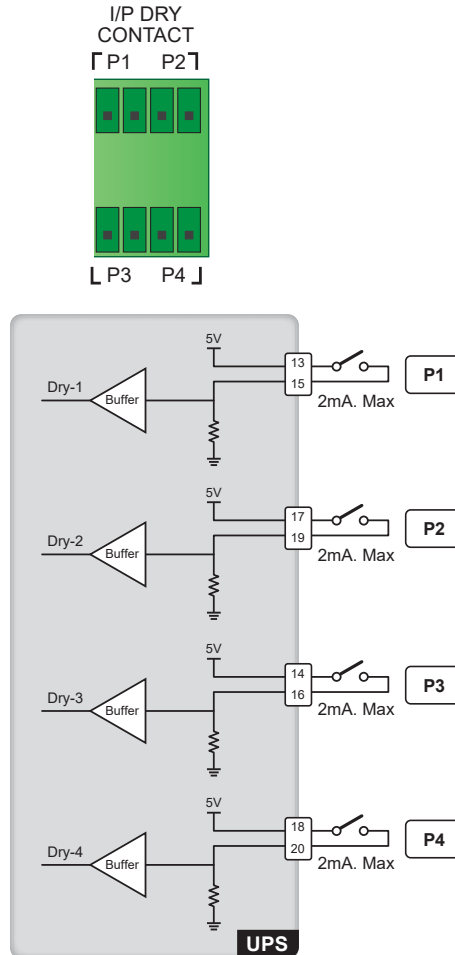 I/P DRY
CONTACT
P1 P2
P3 P4
5V
13
Dry-1
Buffer
15
2mA. Max
P1
5V
17
Dry-2
Buffer
19
2mA. Max
P2
5V
14
Dry-3
Buffer
16
2mA. Max
P3
5V
18
Dry-4
Buffer
20
2mA. Max
P4
UPS